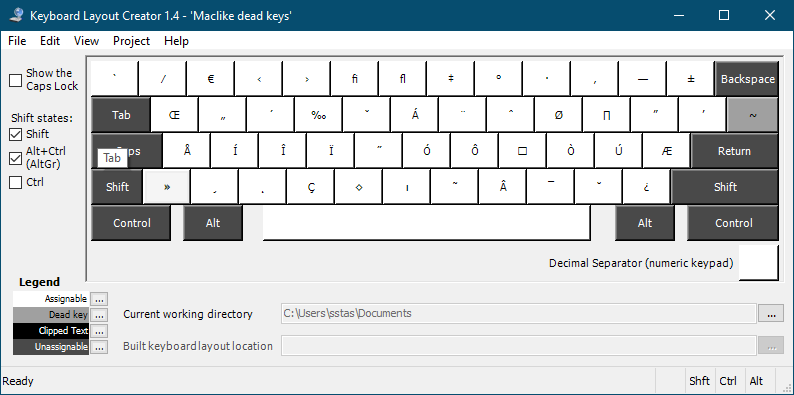 Keyboard Layout Creator 1.4 - 'Maclike dead keys'
File Edit View Project Help
Show the
Caps Lock
` ⁄ € ‹ › ﬁ ﬂ ‡ ° · ‚ — ± Backspace
Shift states:
Shift
Alt+Ctrl
(AltGr)
Ctrl
Tab Œ „ ´ ‰ ˇ Á ¨ ˆ Ø ∏ ” ’ ~
Å Í Î Ï ˝ Ó Ô Ò Ú Æ Return
Tab
Shift » ¸ ˛ Ç ◊ ı ˜ Â ¯ ˘ ¿ Shift
Control Alt Alt Control
Decimal Separator (numeric keypad)
Legend
Assignable ...
Dead key ...
Clipped Text ...
Unassignable ...
Current working directory C:\Users\sstas\Documents ...
Built keyboard layout location ...
Ready Shft Ctrl Alt